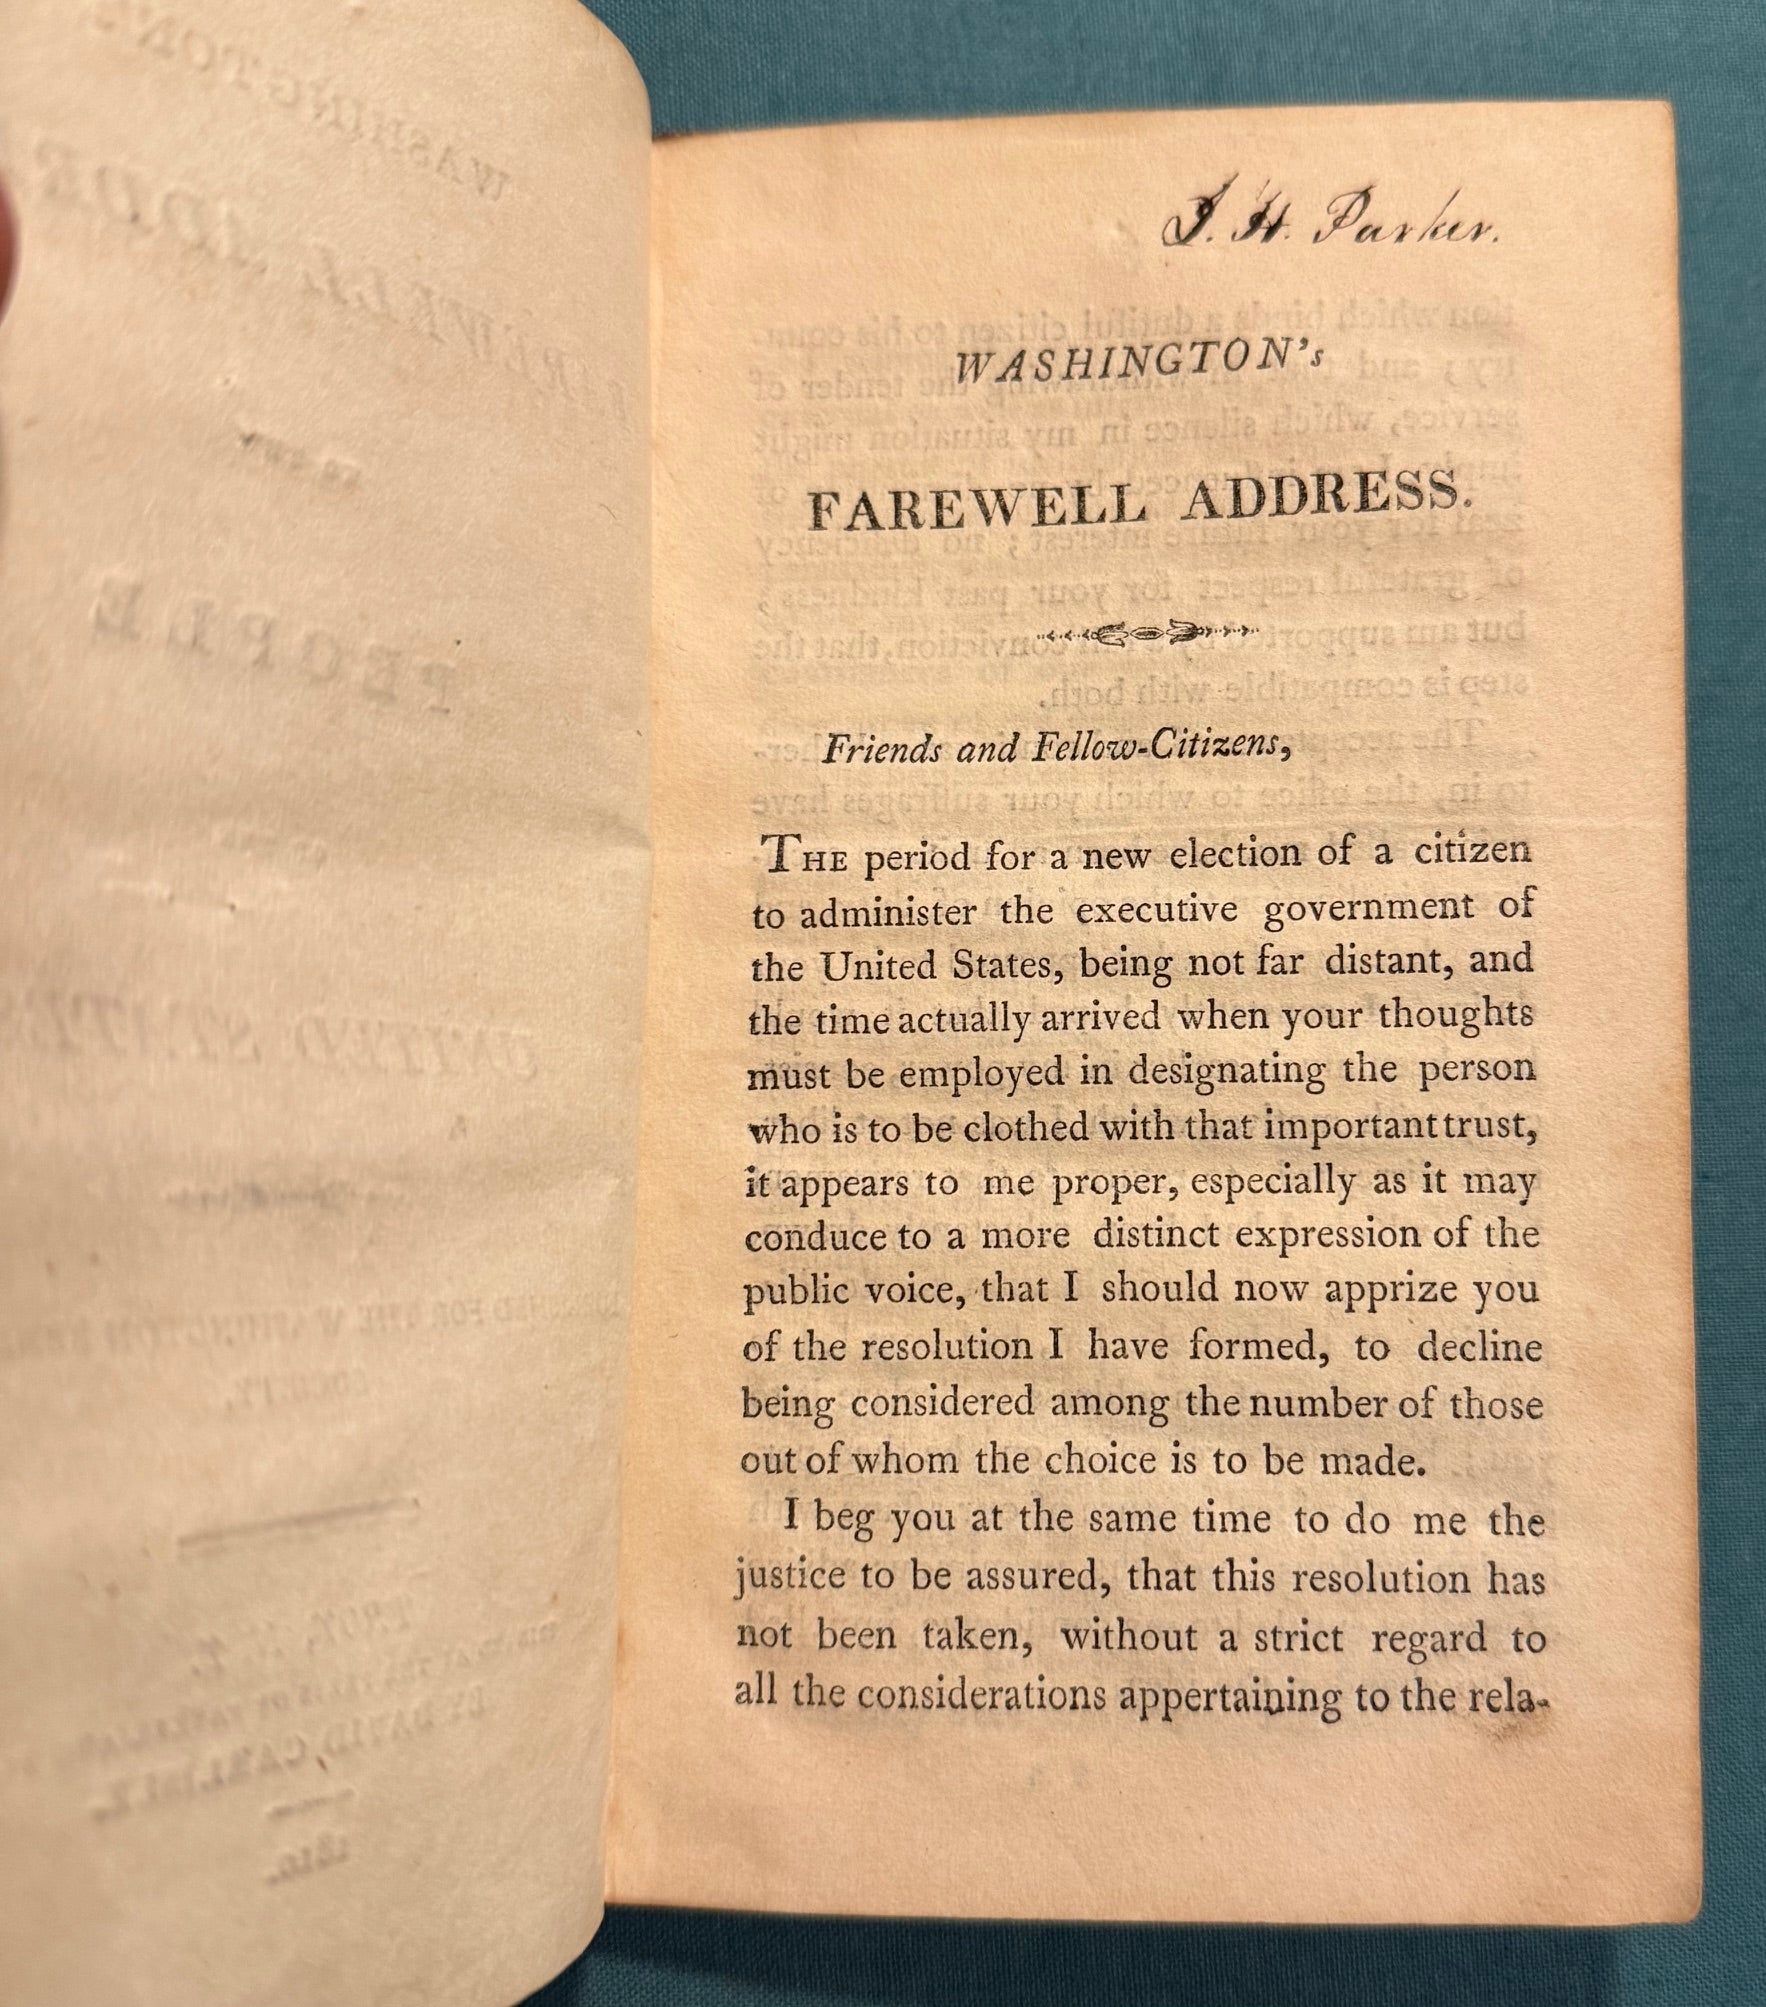 J. H. Parker.
WASHINGTON's
FAREWELL ADDRESS.
Friends and Fellow-Citizens,
THE period for a new election of a citizen
to administer the executive government of
the United States, being not far distant, and
the time actually arrived when your thoughts
must be employed in designating the person
who is to be clothed with that important trust,
it appears to me proper, especially as it may
conduce to a more distinct expression of the
public voice, that I should now apprize you
of the resolution I have formed, to decline
being considered among the number of those
out of whom the choice is to be made.
I beg you at the same time to do me the
justice to be assured, that this resolution has
not been taken, without a strict regard to
all the considerations appertaining to the rela-